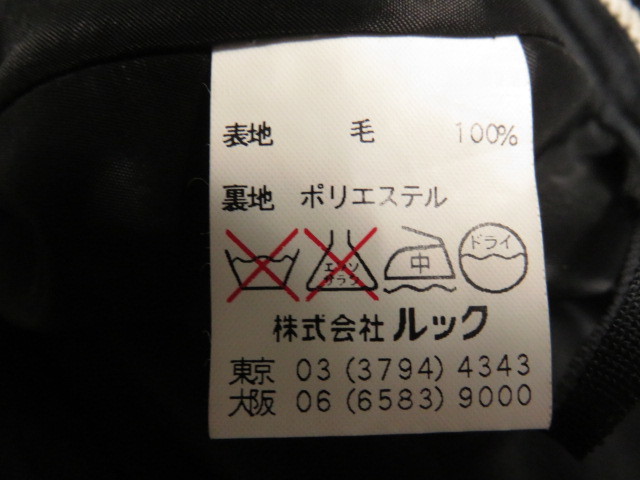 表地 毛 100%
裏地 ポリエステル
エンソ サラシ 中 ドライ
株式会社 ルック
東京 03 (3794) 4343
大阪 06 (6583) 9000